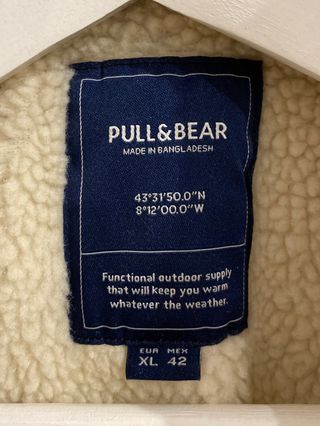 PULL&BEAR
MADE IN BANGLADESH
43°31'50.0"N
8°12'00.0"W
Functional outdoor supply
that will keep you warm
whatever the weather.
EUR MEX
XL 42